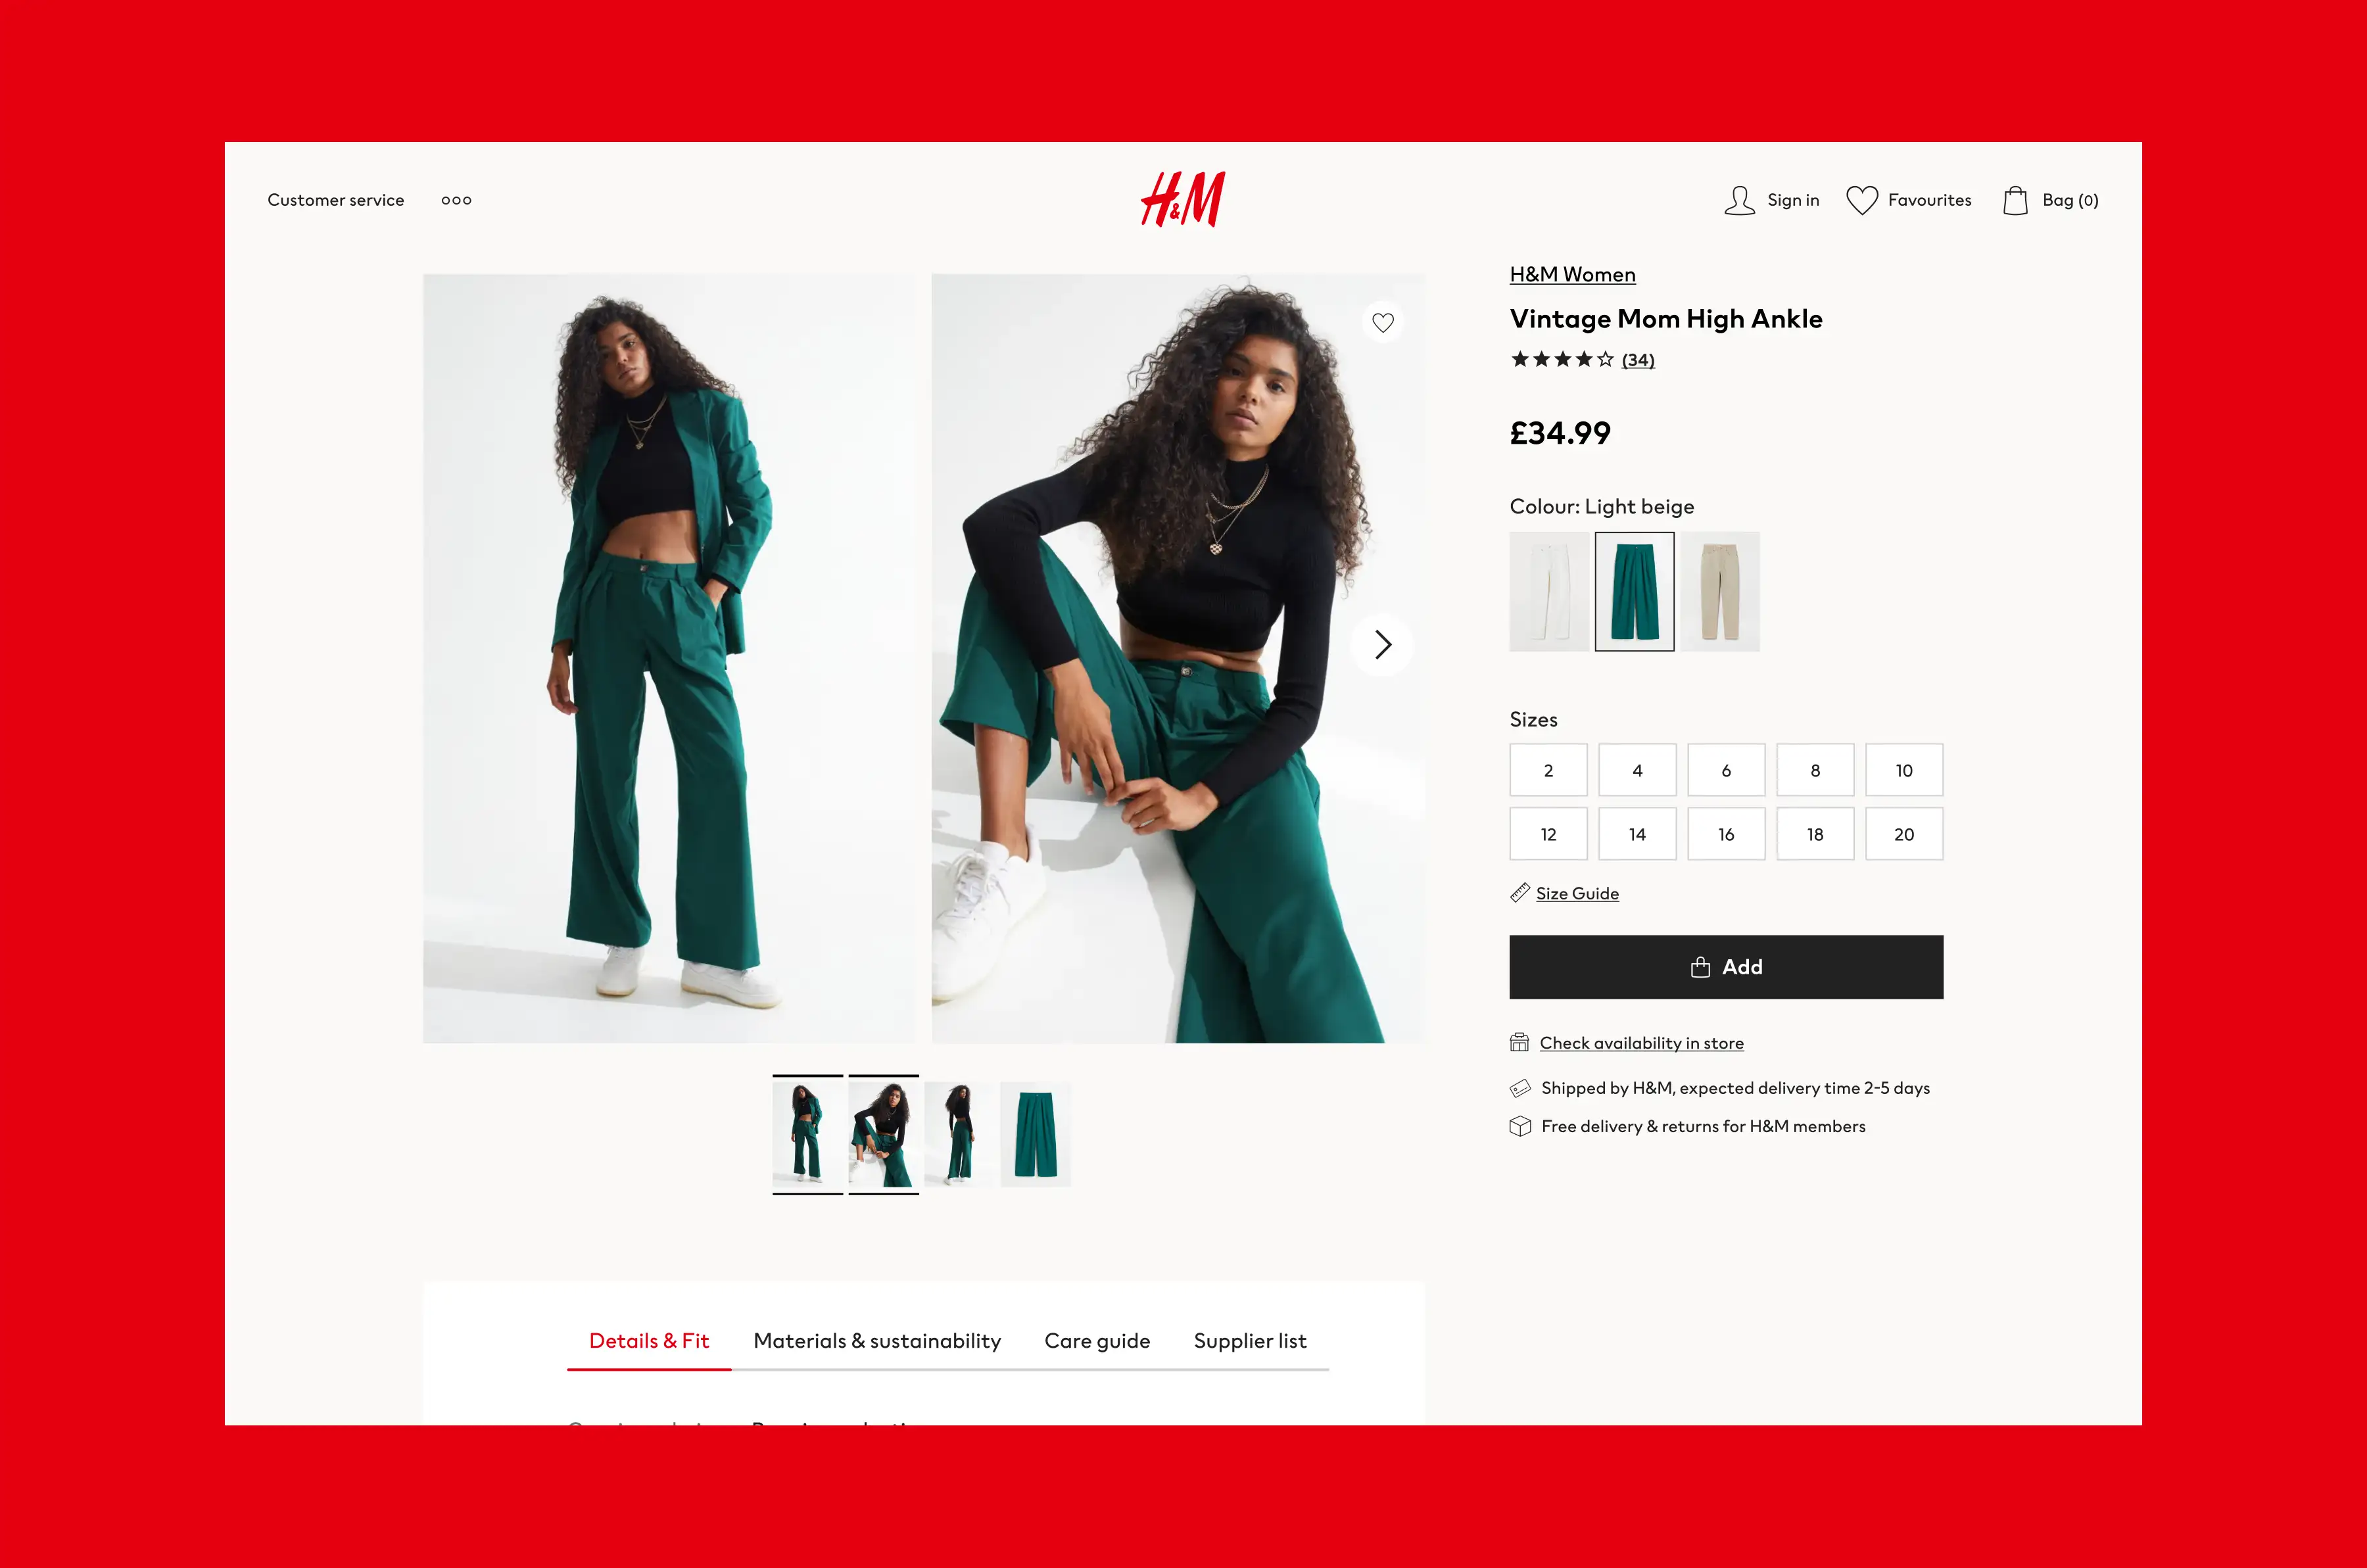 Customer service
H&M
Sign in
Favourites
Bag (0)
H&M Women
Vintage Mom High Ankle
(34)
£34.99
Colour: Light beige
Sizes
2 4 6 8 10
12 14 16 18 20
Size Guide
Add
Check availability in store
Shipped by H&M, expected delivery time 2-5 days
Free delivery & returns for H&M members
Details & Fit Materials & sustainability Care guide Supplier list